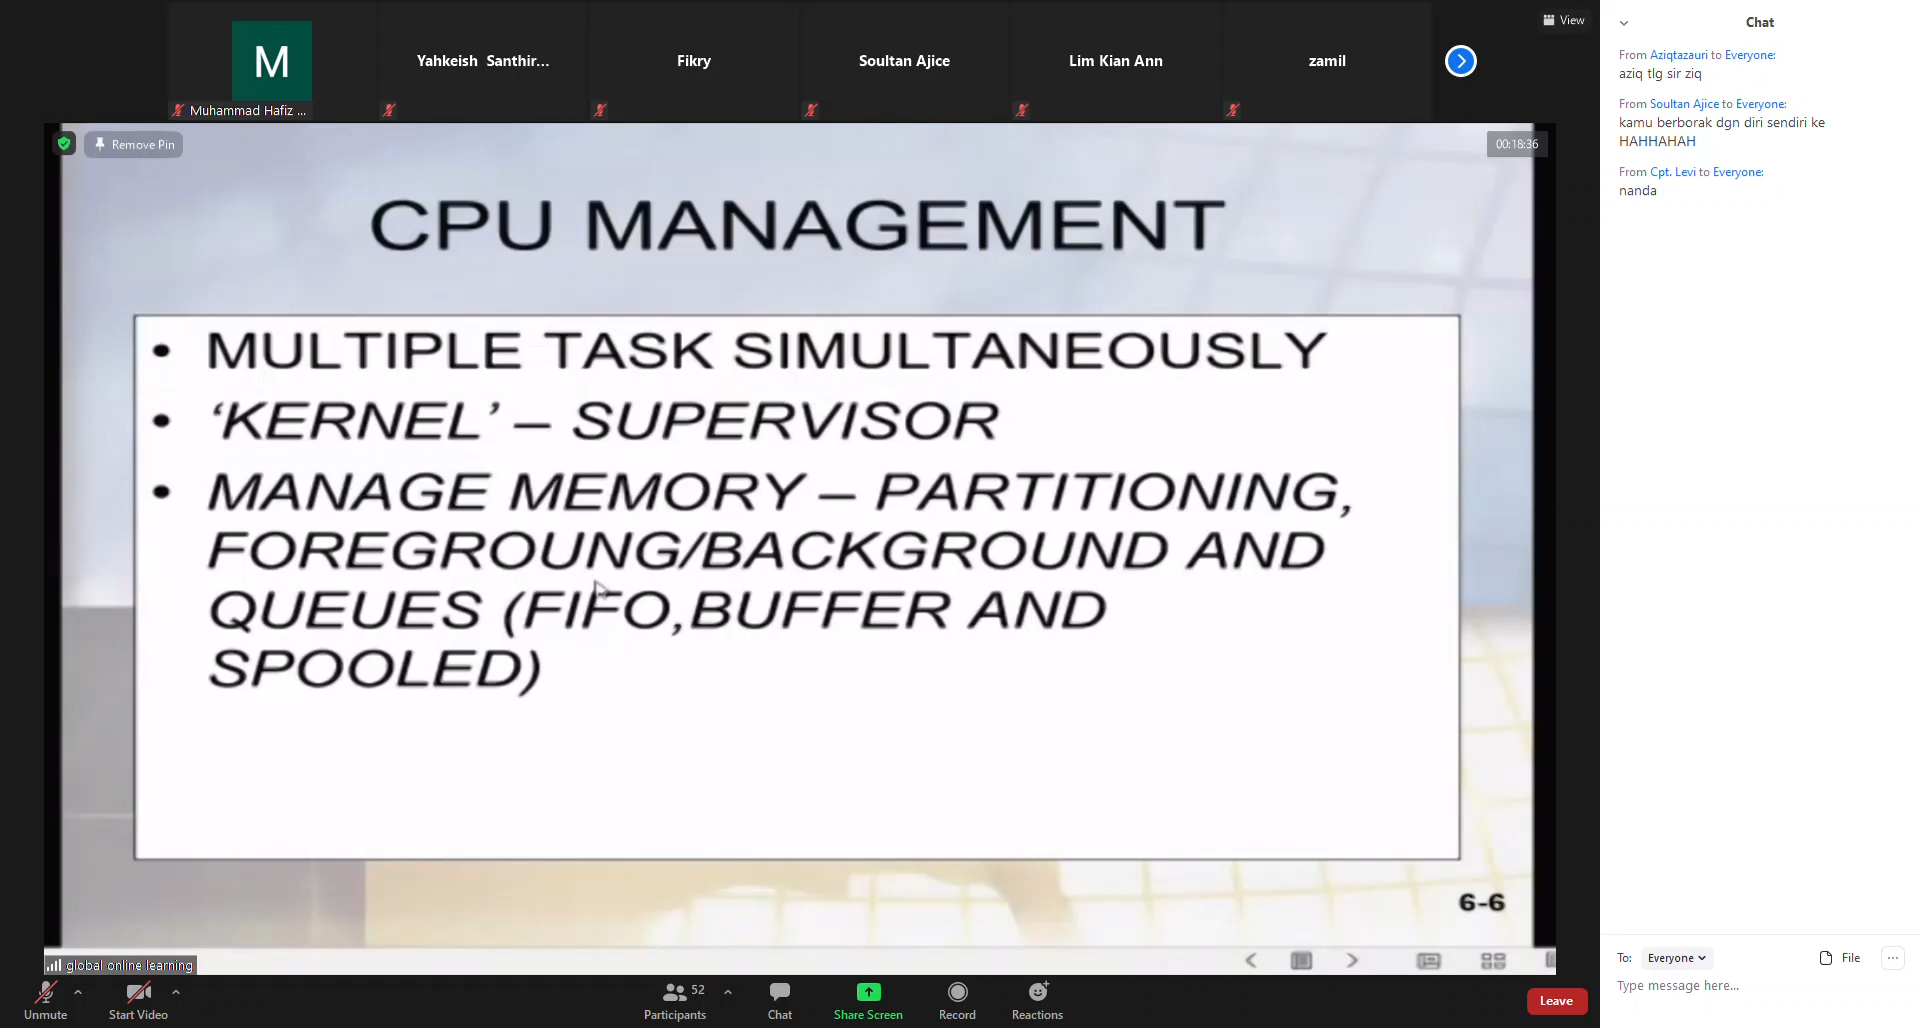 View
M
Muhammad Hafiz ...
Yahkeish Santhir...
Fikry
Soultan Ajice
Lim Kian Ann
zamil
Remove Pin
00:18:36
CPU MANAGEMENT
• MULTIPLE TASK SIMULTANEOUSLY
• ‘KERNEL’ – SUPERVISOR
• MANAGE MEMORY – PARTITIONING,
FOREGROUNG/BACKGROUND AND
QUEUES (FIFO,BUFFER AND
SPOOLED)
6-6
global online learning
Unmute
Start Video
52
Participants
Chat
Share Screen
Record
Reactions
Leave
Chat
From Aziqtazauri to Everyone:
aziq tlg sir ziq
From Soultan Ajice to Everyone:
kamu berborak dgn diri sendiri ke
HAHHAHAH
From Cpt. Levi to Everyone:
nanda
To: Everyone
File
...
Type message here...